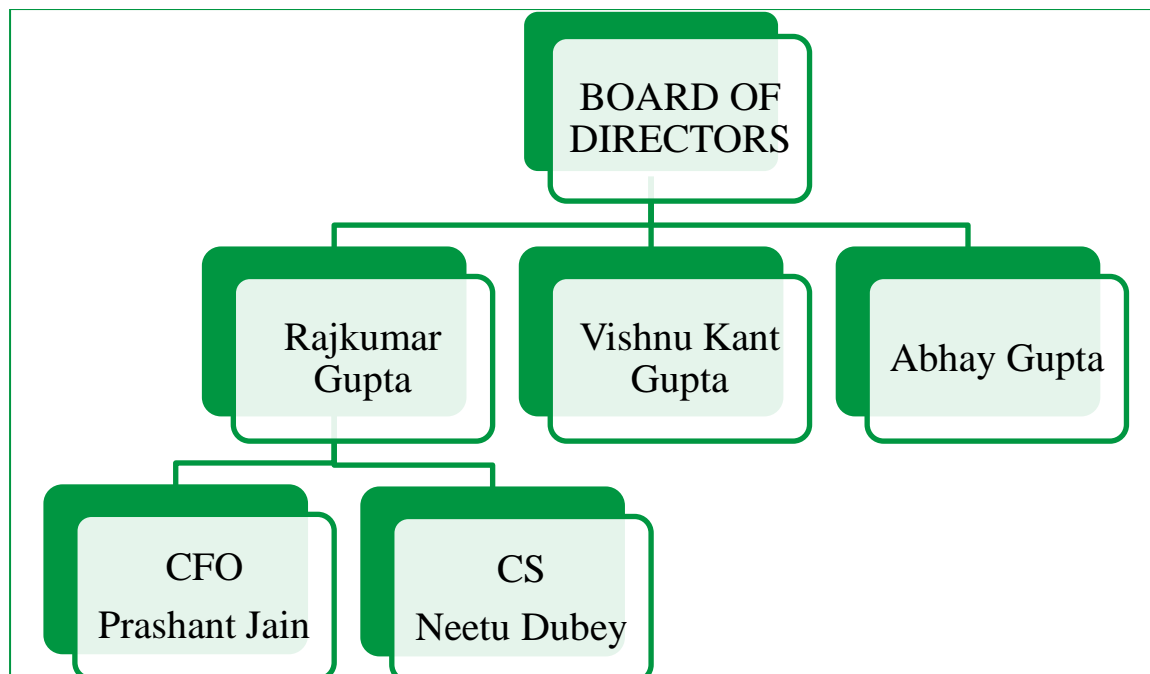 BOARD OF
DIRECTORS
Rajkumar
Gupta
Vishnu Kant
Gupta
Abhay Gupta
CFO
Prashant Jain
CS
Neetu Dubey